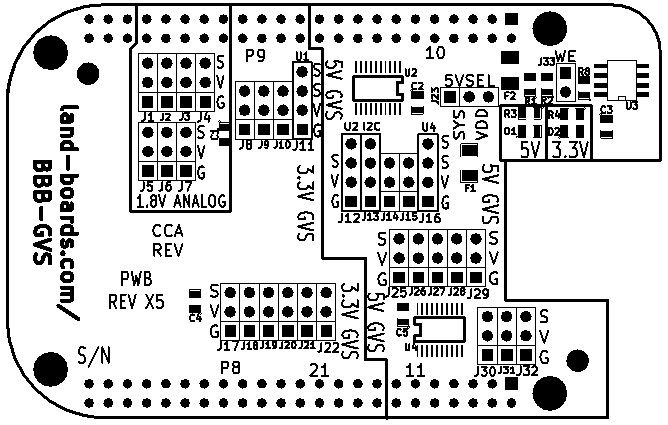 P9
10
U1
S
V
G
J1 J2 J3 J4
S
V
G
J8 J9 J10 J11
5V GVS
U2
C2
5VSEL
J23
SYS
VDD
F2
J33
WE
R1 R2
R8
U3
R3
D1
5V
R4
D2
3.3V
C3
S
V
G
J5 J6 J7
1.8V ANALOG
C1
land-boards.com/
BBB-GVS
U2 I2C
U4
S
V
G
J12 J13 J14 J15 J16
F1
5V GVS
3.3V GVS
CCA
REV
PWB
REV X5
C4
S
V
G
J17 J18 J19 J20 J21 J22
3.3V GVS
S
V
G
J25 J26 J27 J28 J29
5V GVS
C5
U4
S
V
G
J30 J31 J32
S/N
P8
21
11